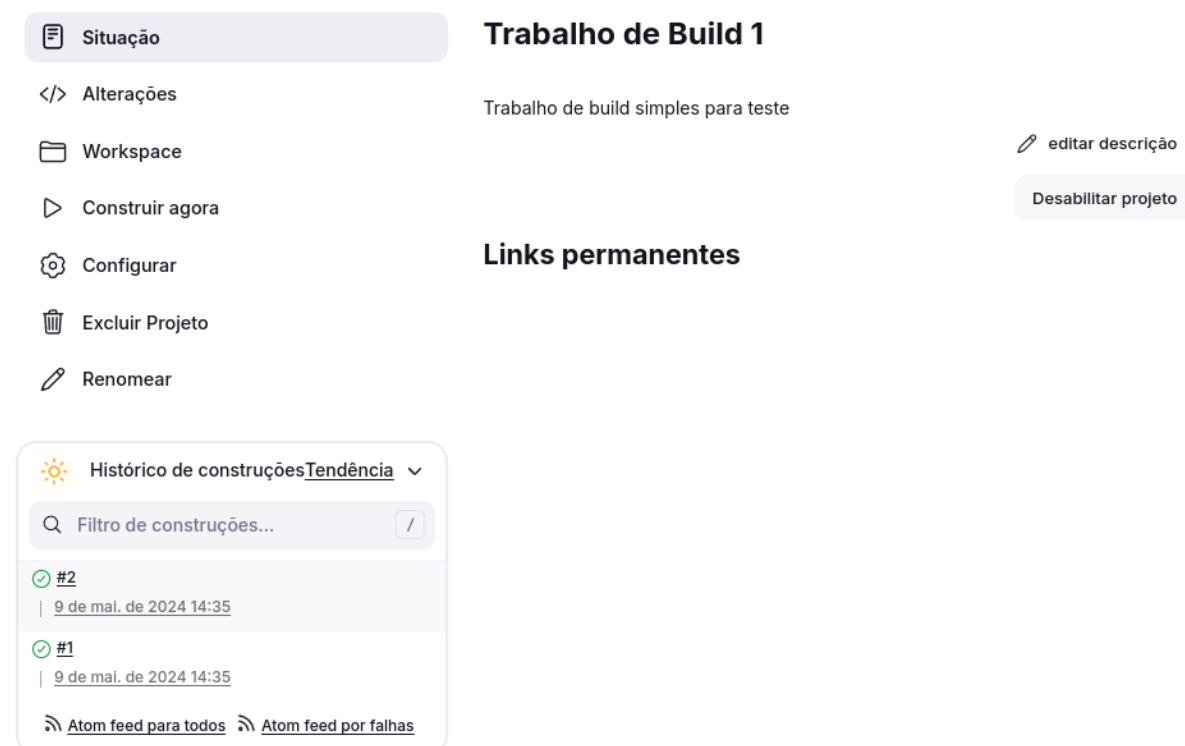 Situação
Alterações
Workspace
Construir agora
Configurar
Excluir Projeto
Renomear
Histórico de construções Tendência
Filtro de construções... /
#2
9 de mai. de 2024 14:35
#1
9 de mai. de 2024 14:35
Atom feed para todos Atom feed por falhas
Trabalho de Build 1
Trabalho de build simples para teste
editar descrição
Desabilitar projeto
Links permanentes